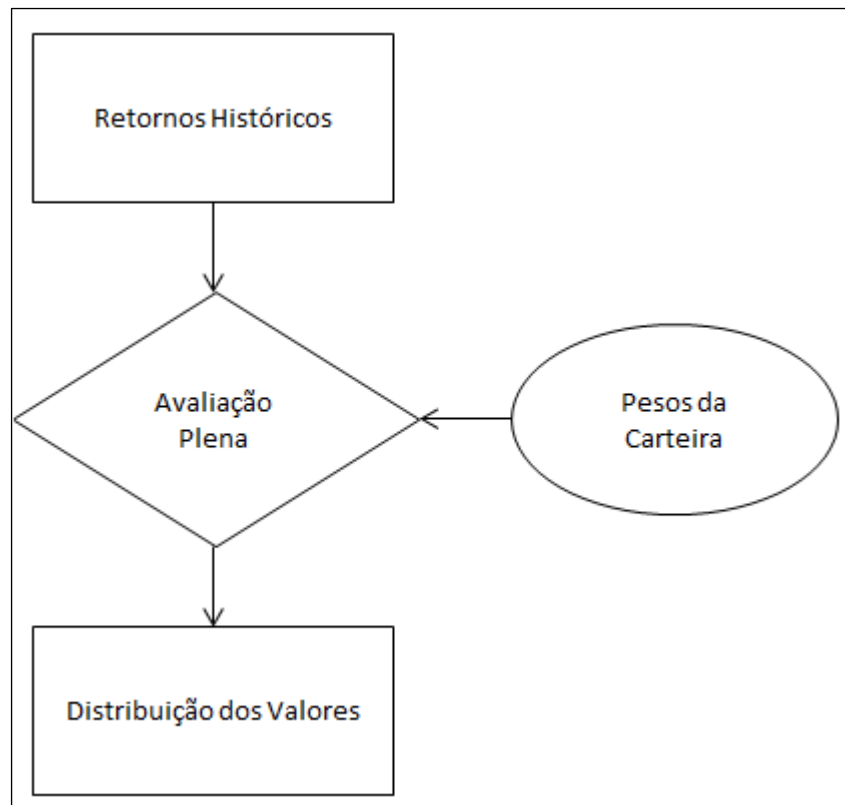 Retornos Históricos
Avaliação
Plena
Pesos da
Carteira
Distribuição dos Valores